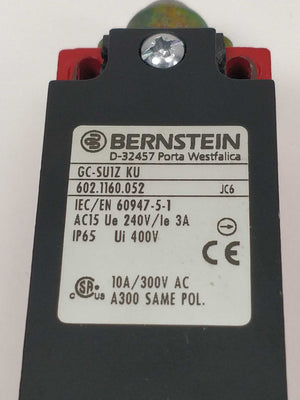 BERNSTEIN
D-32457 Porta Westfalica
GC-SU1Z KU
602.1160.052 JC6
IEC/EN 60947-5-1
AC15 Ue 240V/Ie 3A
IP65 Ui 400V
CE
10A/300V AC
C US
A300 SAME POL.